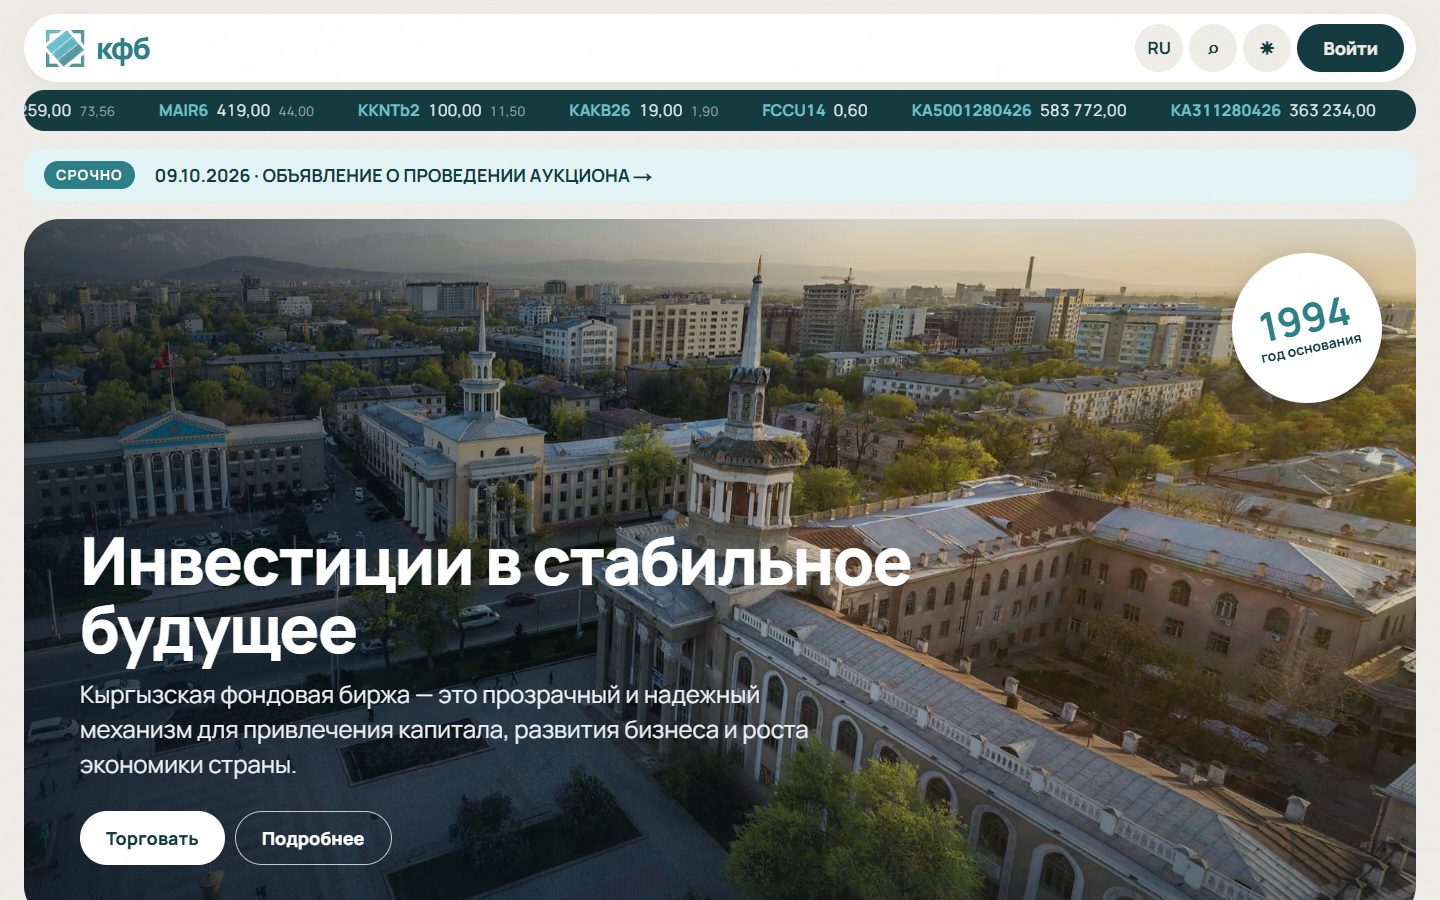 кфб
RU
Войти
259,00 73,56 MAIR6 419,00 44,00 KKNTb2 100,00 11,50 KAKB26 19,00 1,90 FCCU14 0,60 KA5001280426 583 772,00 KA311280426 363 234,00
СРОЧНО 09.10.2026 · ОБЪЯВЛЕНИЕ О ПРОВЕДЕНИИ АУКЦИОНА →
1994
год основания
Инвестиции в стабильное
будущее
Кыргызская фондовая биржа — это прозрачный и надежный
механизм для привлечения капитала, развития бизнеса и роста
экономики страны.
Торговать
Подробнее